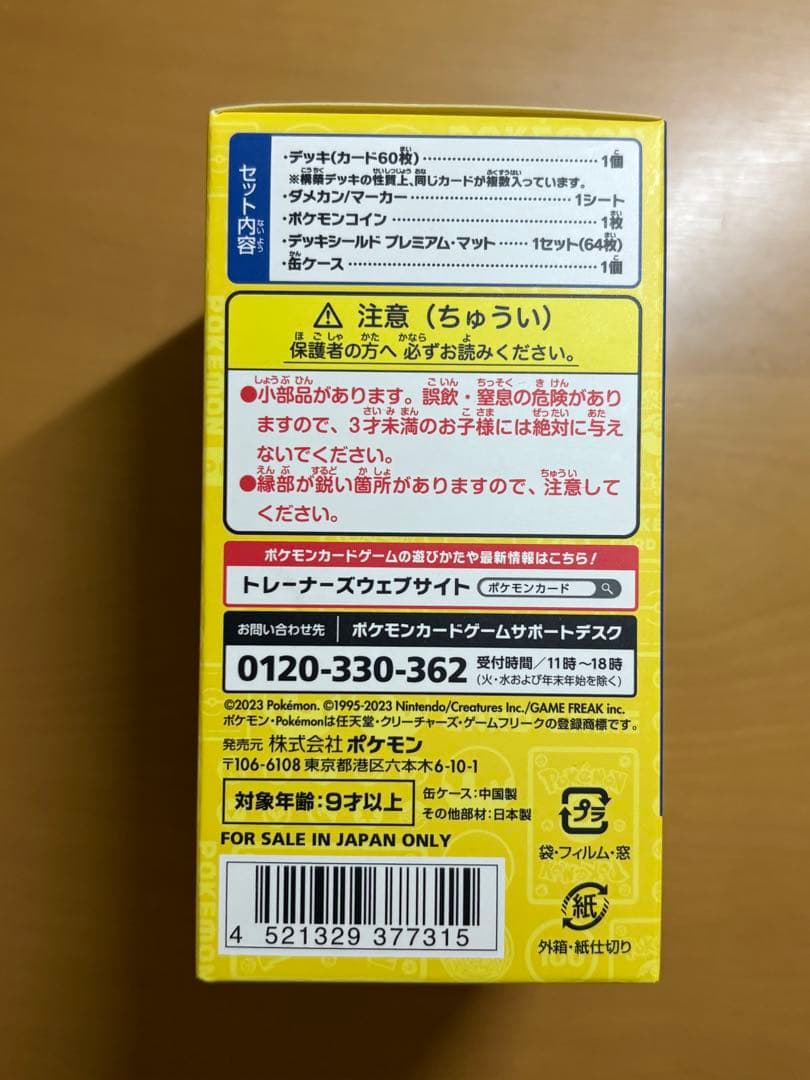 セット内容
・デッキ(カード60枚)……………………1個
※構築デッキの性質上、同じカードが複数入っています。
・ダメカン/マーカー……………………1シート
・ポケモンコイン……………………1枚
・デッキシールド プレミアム・マット……1セット(64枚)
・缶ケース……………………1個
⚠ 注意(ちゅうい)
保護者の方へ 必ずお読みください。
●小部品があります。誤飲・窒息の危険があり
ますので、3才未満のお子様には絶対に与え
ないでください。
●縁部が鋭い箇所がありますので、注意して
ください。
ポケモンカードゲームの遊びかたや最新情報はこちら!
トレーナーズウェブサイト ポケモンカード
お問い合わせ先 ポケモンカードゲームサポートデスク
0120-330-362 受付時間/11時〜18時
(火・水および年末年始を除く)
©2023 Pokémon. ©1995-2023 Nintendo/Creatures Inc./GAME FREAK inc.
ポケモン・Pokémonは任天堂・クリーチャーズ・ゲームフリークの登録商標です。
発売元 株式会社 ポケモン
〒106-6108 東京都港区六本木6-10-1
対象年齢:9才以上
缶ケース:中国製
その他部材:日本製
FOR SALE IN JAPAN ONLY
プラ
袋・フィルム・窓
紙
外箱・紙仕切り
4 521329 377315
POKEMON
POKEMON